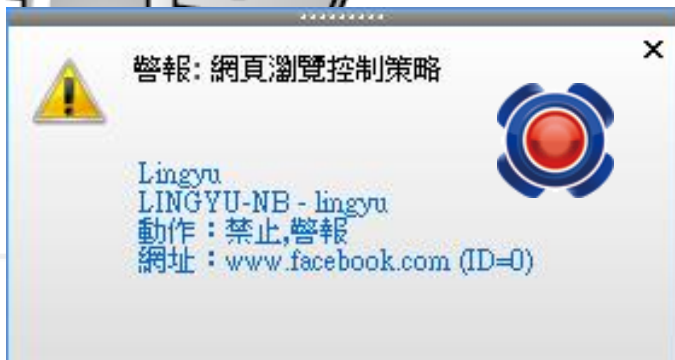 警報: 網頁瀏覽控制策略
Lingyu
LINGYU-NB - lingyu
動作：禁止,警報
網址：www.facebook.com (ID=0)